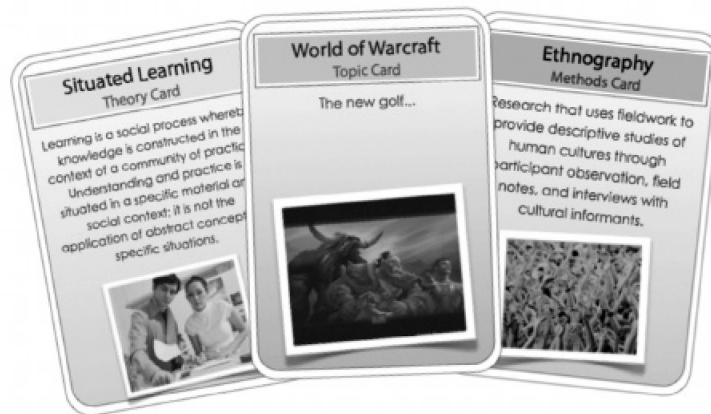 Situated Learning
Theory Card
Learning is a social process whereb
knowledge is constructed in the
context of a community of practic
Understanding and practice is
situated in a specific material an
social context; it is not the
application of abstract concept
specific situations.
World of Warcraft
Topic Card
The new golf...
Ethnography
Methods Card
Research that uses fieldwork to
provide descriptive studies of
human cultures through
participant observation, field
notes, and interviews with
cultural informants.